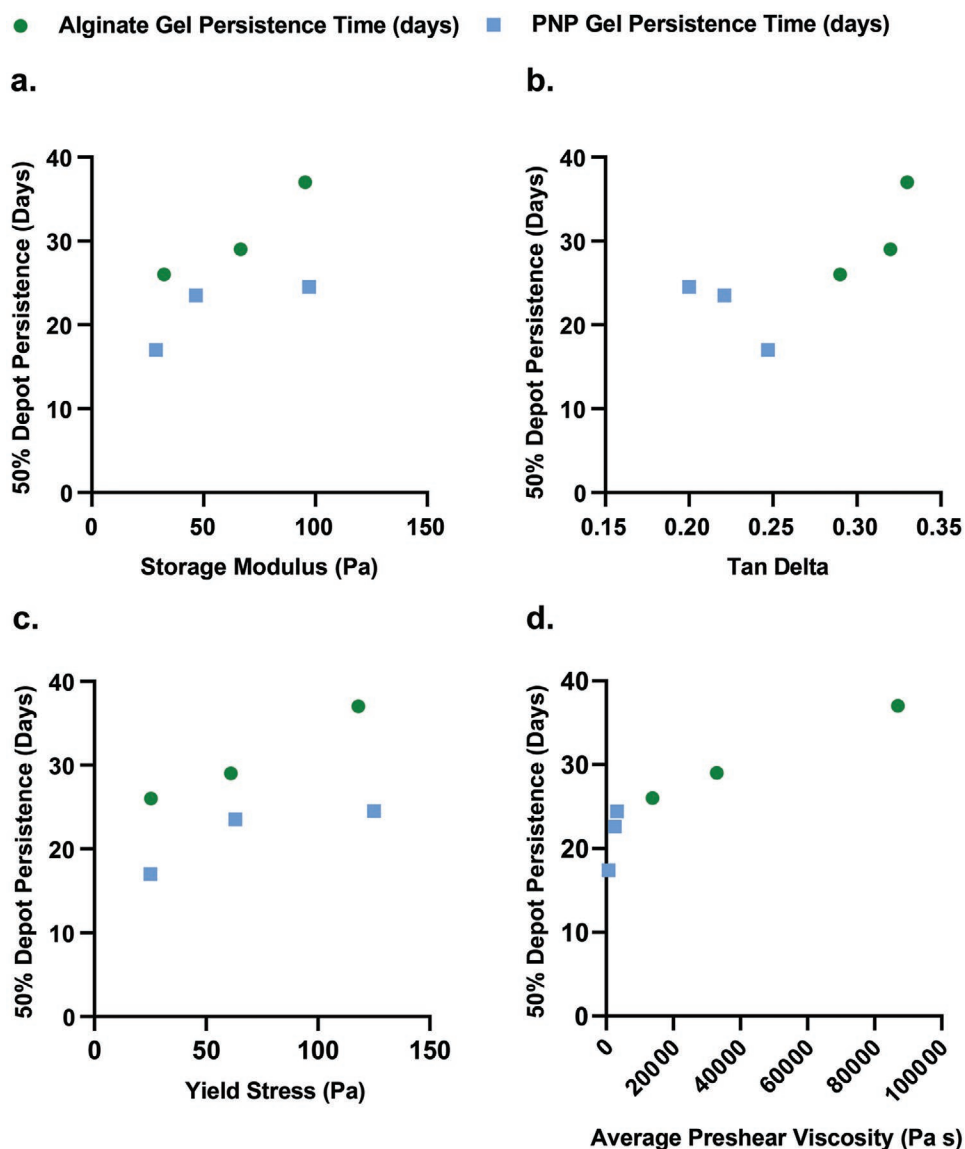 Alginate Gel Persistence Time (days) PNP Gel Persistence Time (days)
a.
50% Depot Persistence (Days)
40
30
20
10
0
0 50 100 150
Storage Modulus (Pa)
b.
50% Depot Persistence (Days)
40
30
20
10
0
0.15 0.20 0.25 0.30 0.35
Tan Delta
c.
50% Depot Persistence (Days)
40
30
20
10
0
0 50 100 150
Yield Stress (Pa)
d.
50% Depot Persistence (Days)
40
30
20
10
0
0 20000 40000 60000 80000 100000
Average Preshear Viscosity (Pa s)